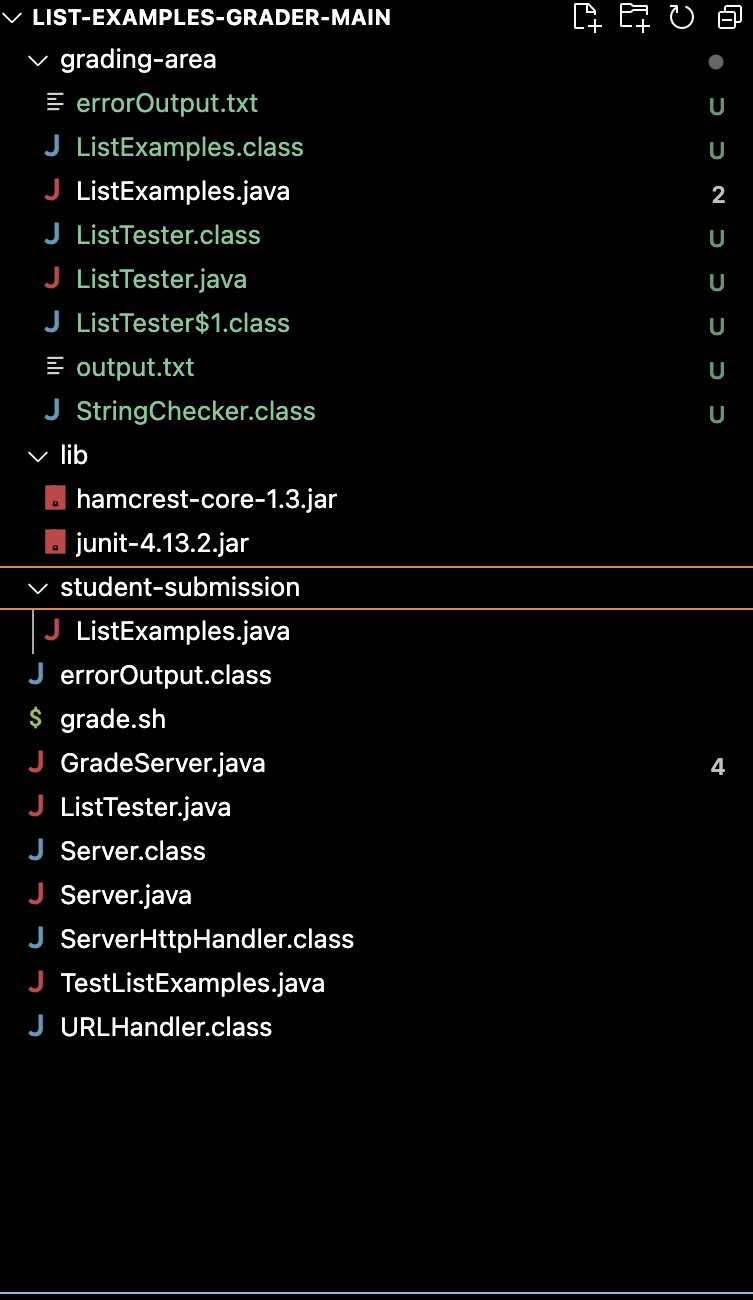 LIST-EXAMPLES-GRADER-MAIN
grading-area
errorOutput.txt U
ListExamples.class U
ListExamples.java 2
ListTester.class U
ListTester.java U
ListTester$1.class U
output.txt U
StringChecker.class U
lib
hamcrest-core-1.3.jar
junit-4.13.2.jar
student-submission
J ListExamples.java
J errorOutput.class
$ grade.sh
J GradeServer.java 4
J ListTester.java
J Server.class
J Server.java
J ServerHttpHandler.class
J TestListExamples.java
J URLHandler.class